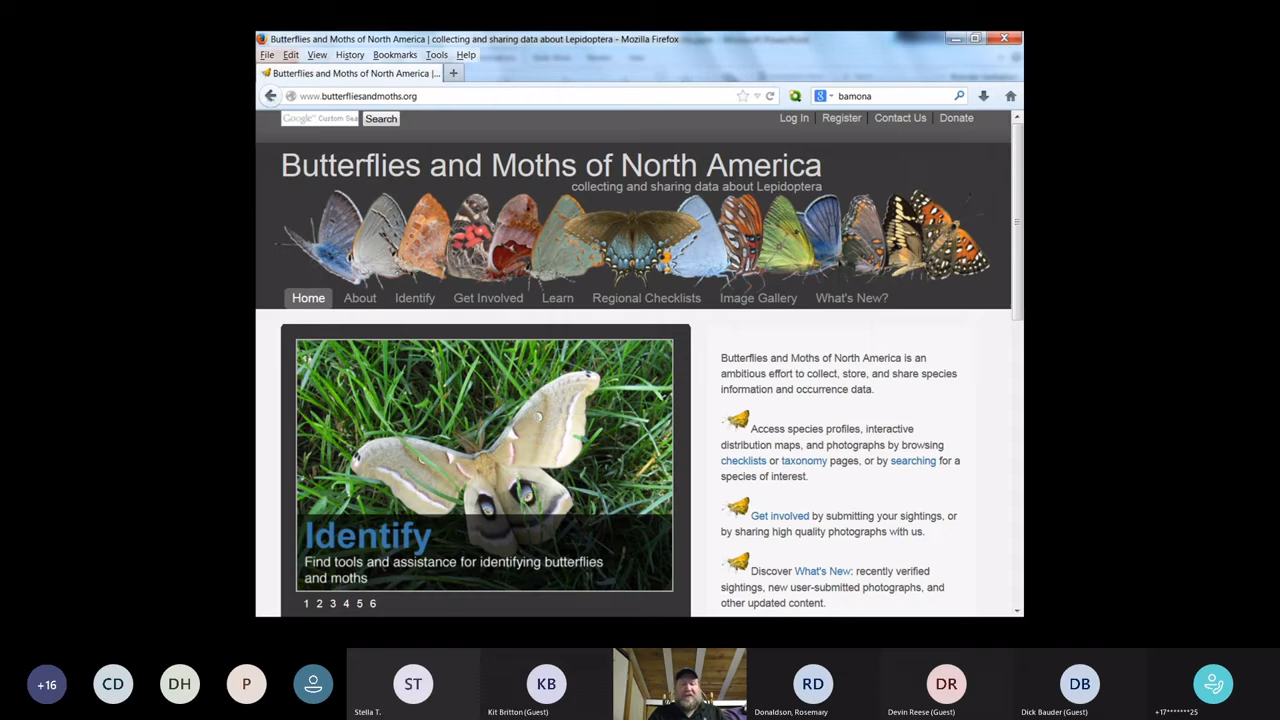 Butterflies and Moths of North America | collecting and sharing data about Lepidoptera - Mozilla Firefox
File Edit View History Bookmarks Tools Help
Butterflies and Moths of North America |... +
www.butterfliesandmoths.org
bamona
Google™ Custom Sea Search
Log In Register Contact Us Donate
Butterflies and Moths of North America
collecting and sharing data about Lepidoptera
Home About Identify Get Involved Learn Regional Checklists Image Gallery What's New?
Identify
Find tools and assistance for identifying butterflies
and moths
1 2 3 4 5 6
Butterflies and Moths of North America is an
ambitious effort to collect, store, and share species
information and occurrence data.
Access species profiles, interactive
distribution maps, and photographs by browsing
checklists or taxonomy pages, or by searching for a
species of interest.
Get involved by submitting your sightings, or
by sharing high quality photographs with us.
Discover What's New: recently verified
sightings, new user-submitted photographs, and
other updated content.
+16 CD DH P ST KB RD DR DB
Stella T. Kit Britton (Guest) Donaldson, Rosemary Devin Reese (Guest) Dick Bauder (Guest) +17*******25